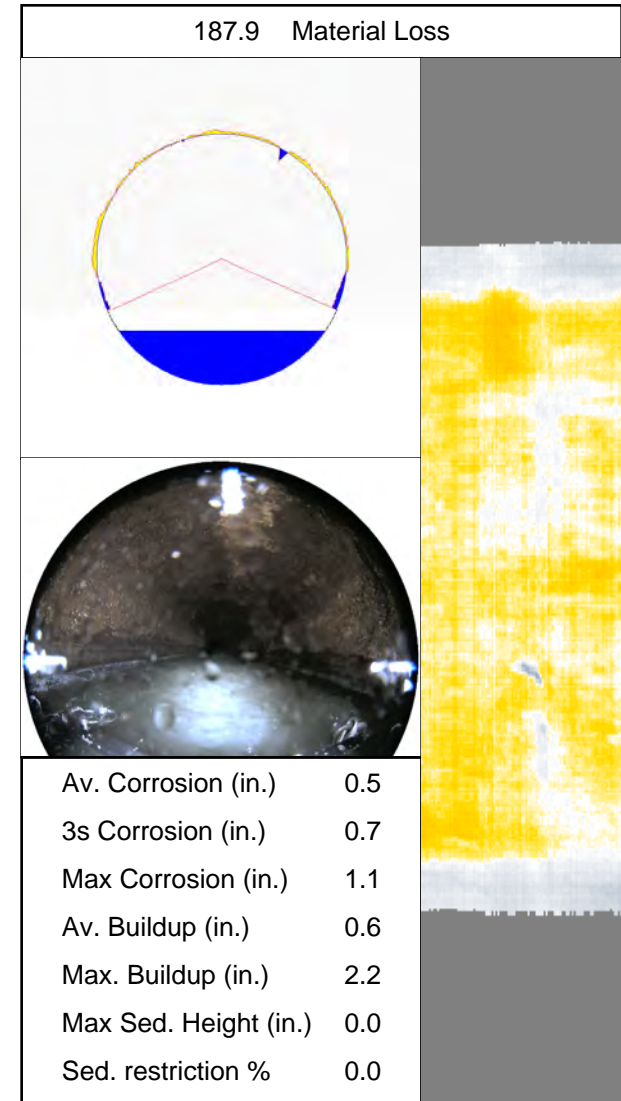 187.9 Material Loss
Av. Corrosion (in.) 0.5
3s Corrosion (in.) 0.7
Max Corrosion (in.) 1.1
Av. Buildup (in.) 0.6
Max. Buildup (in.) 2.2
Max Sed. Height (in.) 0.0
Sed. restriction % 0.0